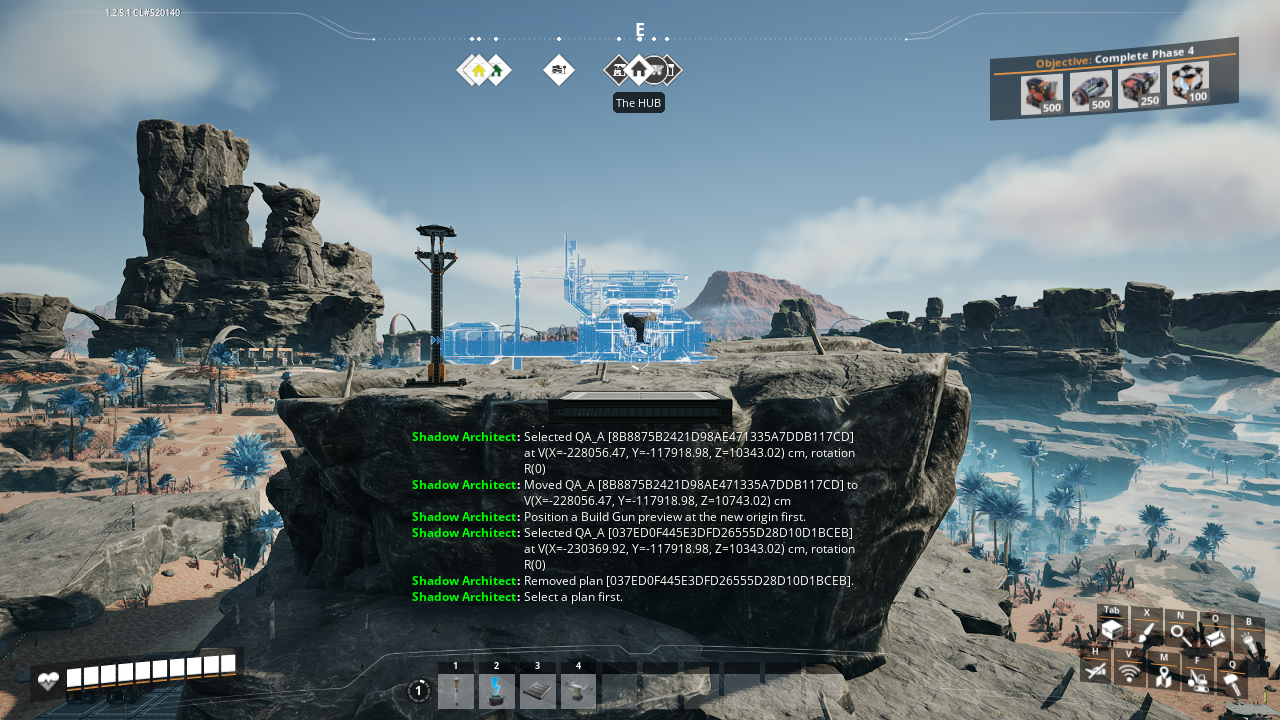 1.2.5.1 CL#520140
E
The HUB
Objective: Complete Phase 4
500 500 250 100
Shadow Architect: Selected QA_A [8B8875B2421D98AE471335A7DDB117CD]
at V(X=-228056.47, Y=-117918.98, Z=10343.02) cm, rotation
R(0)
Shadow Architect: Moved QA_A [8B8875B2421D98AE471335A7DDB117CD] to
V(X=-228056.47, Y=-117918.98, Z=10743.02) cm
Shadow Architect: Position a Build Gun preview at the new origin first.
Shadow Architect: Selected QA_A [037ED0F445E3DFD26555D28D10D1BCEB]
at V(X=-230369.92, Y=-117918.98, Z=10343.02) cm, rotation
R(0)
Shadow Architect: Removed plan [037ED0F445E3DFD26555D28D10D1BCEB].
Shadow Architect: Select a plan first.
Tab X N O B
H V M F Q
1 2 3 4
1